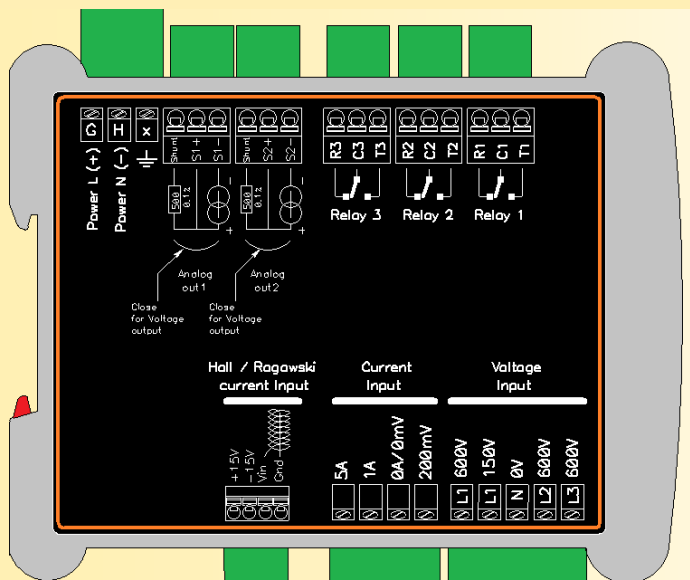 G H x
Power L (+)
Power N (-)
Shunt S1+ S1-
Shunt S2+ S2-
R3 C3 T3
R2 C2 T2
R1 C1 T1
500 0.1%
500 0.1%
-
-
+
+
Relay 3
Relay 2
Relay 1
Analog
out1
Analog
out2
Close
for Voltage
output
Close
for Voltage
output
Hall / Ragawski
current Input
Current
Input
Voltage
Input
+15V
-15V
Vin
Gnd
5A
1A
0A/0mV
200mV
600V
150V
0V
600V
600V
L1
L1
N
L2
L3